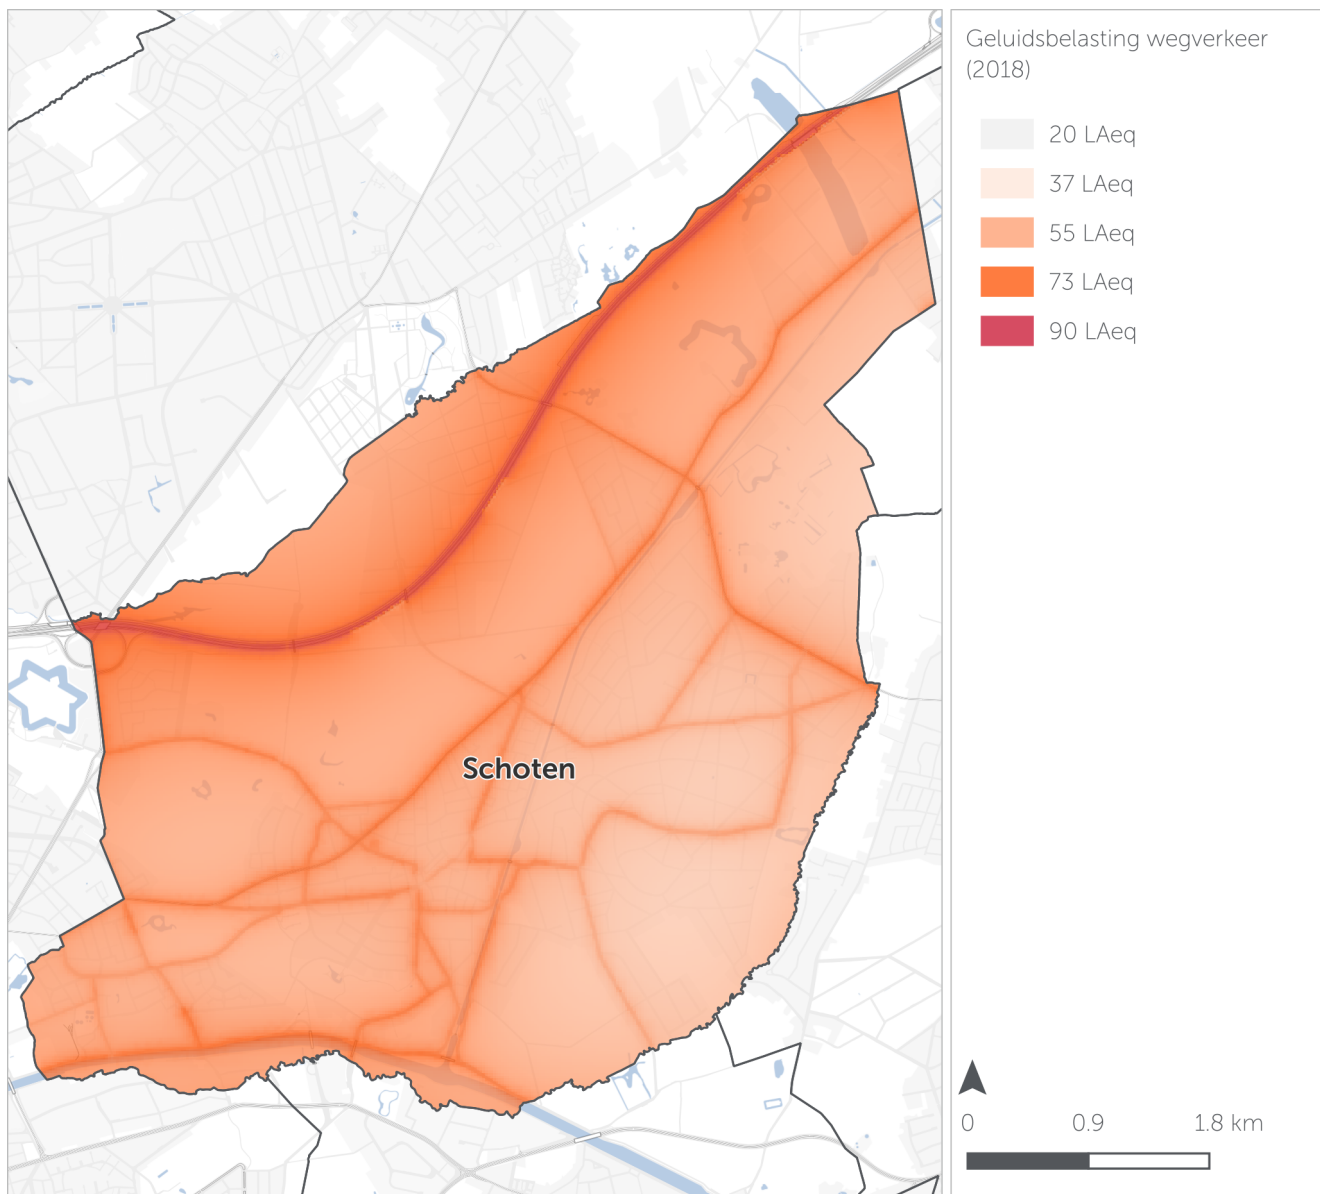 Geluidsbelasting wegverkeer
(2018)
20 LAeq
37 LAeq
55 LAeq
73 LAeq
90 LAeq
Schoten
0 0.9 1.8 km